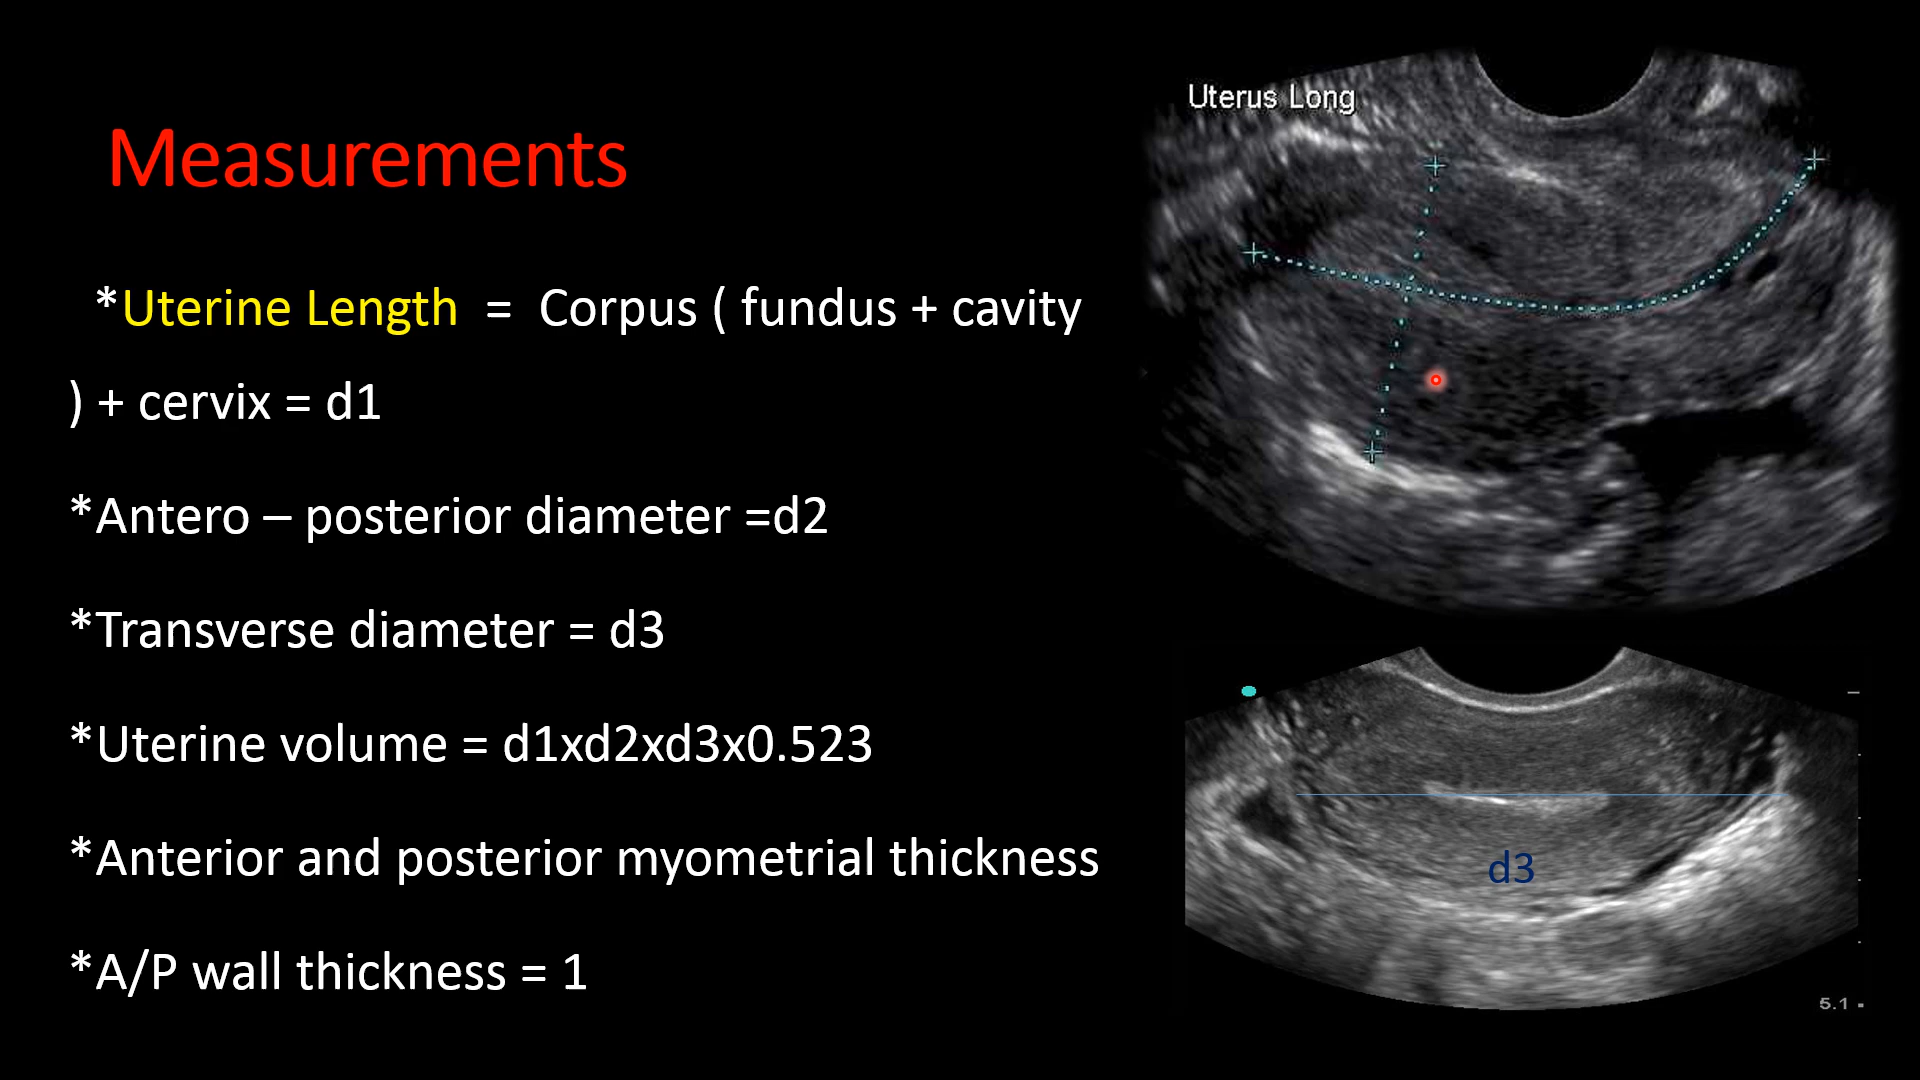 Measurements
*Uterine Length = Corpus ( fundus + cavity
) + cervix = d1
*Antero – posterior diameter =d2
*Transverse diameter = d3
*Uterine volume = d1xd2xd3x0.523
*Anterior and posterior myometrial thickness
*A/P wall thickness = 1
Uterus Long
d3
5.1